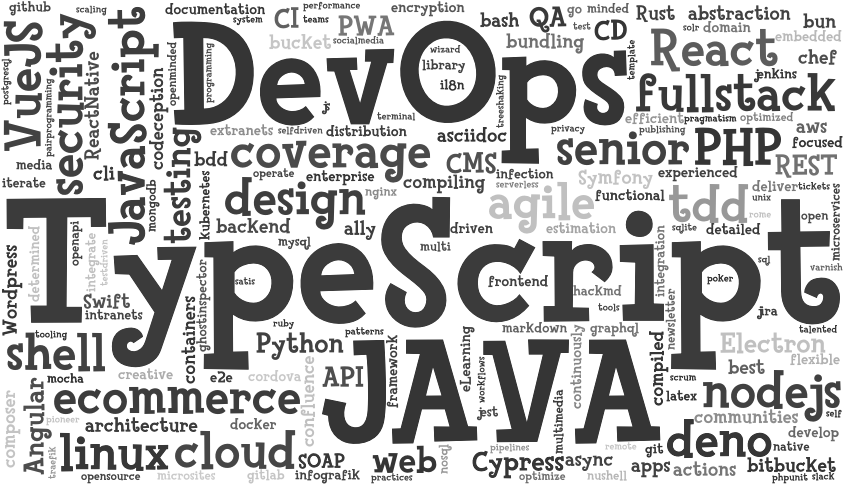 github
scaling
documentation
system
CI
performance
teams
PWA
socialmedia
encryption
bash
QA
go
minded
test
CD
Rust
abstraction
solr
domain
bun
embedded
postgresql
VueJS
pairprogramming
security
ReactNative
JavaScript
codeception
openminded
programming
DevOps
bucket
wizard
library
i18n
js
terminal
treeshaking
bundling
template
React
jenkins
chef
fullstack
efficient
pragmatism
optimized
publishing
aws
focused
media
iterate
cli
mongodb
testing
bdd
extranets
selfdriven
distribution
asciidoc
privacy
coverage
CMS
senior
PHP
REST
Kubernetes
operate
enterprise
nginx
compiling
infection
serverless
Symfony
experienced
functional
deliver
tickets
unix
design
agile
tdd
rome
open
microservices
backend
mysql
ally
multi
driven
estimation
sqlite
detailed
sql
varnish
Wordpress
determined
openapi
integrate
testdriven
TypeScript
satis
frontend
hackmd
tools
integration
newsletter
poker
jira
talented
Swift
intranets
tooling
containers
ghostinspector
ruby
patterns
markdown
graphql
shell
mocha
creative
e2e
Python
cordova
confluence
API
framework
JAVA
eLearning
workflows
jest
continuously
multimedia
compiled
scrum
latex
Electron
flexible
best
nodejs
self
composer
Angular
pioneer
traefik
ecommerce
architecture
docker
communities
develop
linux
cloud
SOAP
infografik
opensource
microsites
gitlab
web
practices
nosql
pipelines
Cypress
optimize
async
remote
nushell
git
apps
deno
actions
native
bitbucket
phpunit
slack